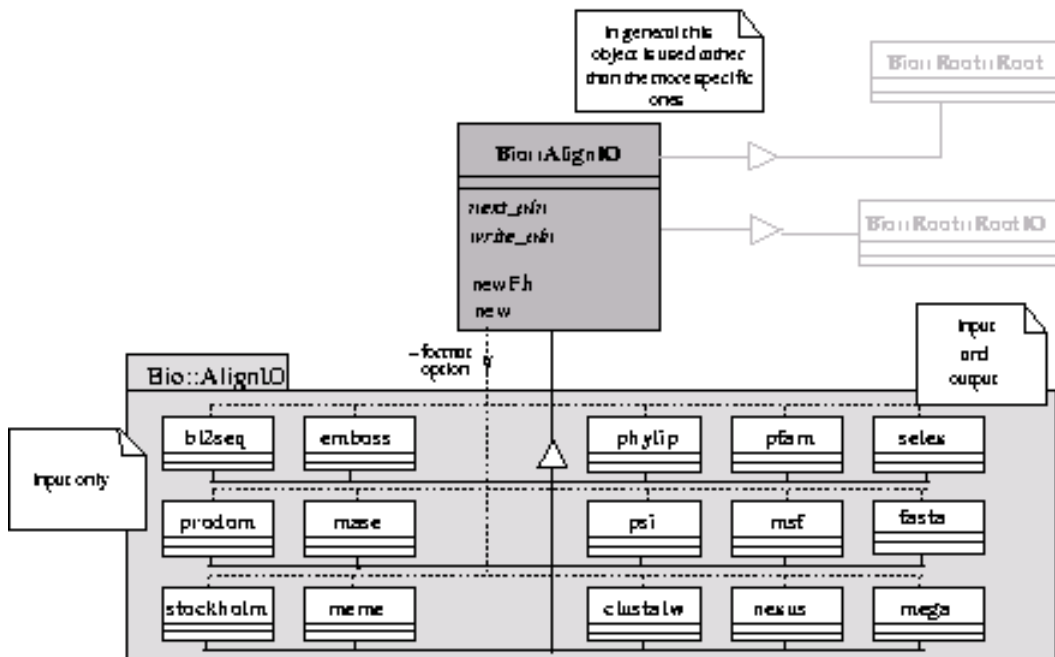 In general this
object is used rather
than the more specific
ones
Bio::Root::Root
Bio::AlignIO
next_aln
write_aln
newFh
new
Bio::Root::RootIO
-format
option
Input
and
output
Bio::AlignIO
Input only
bl2seq
emboss
phylip
pfam
selex
prodom
mase
psi
msf
fasta
stockholm
meme
clustalw
nexus
mega